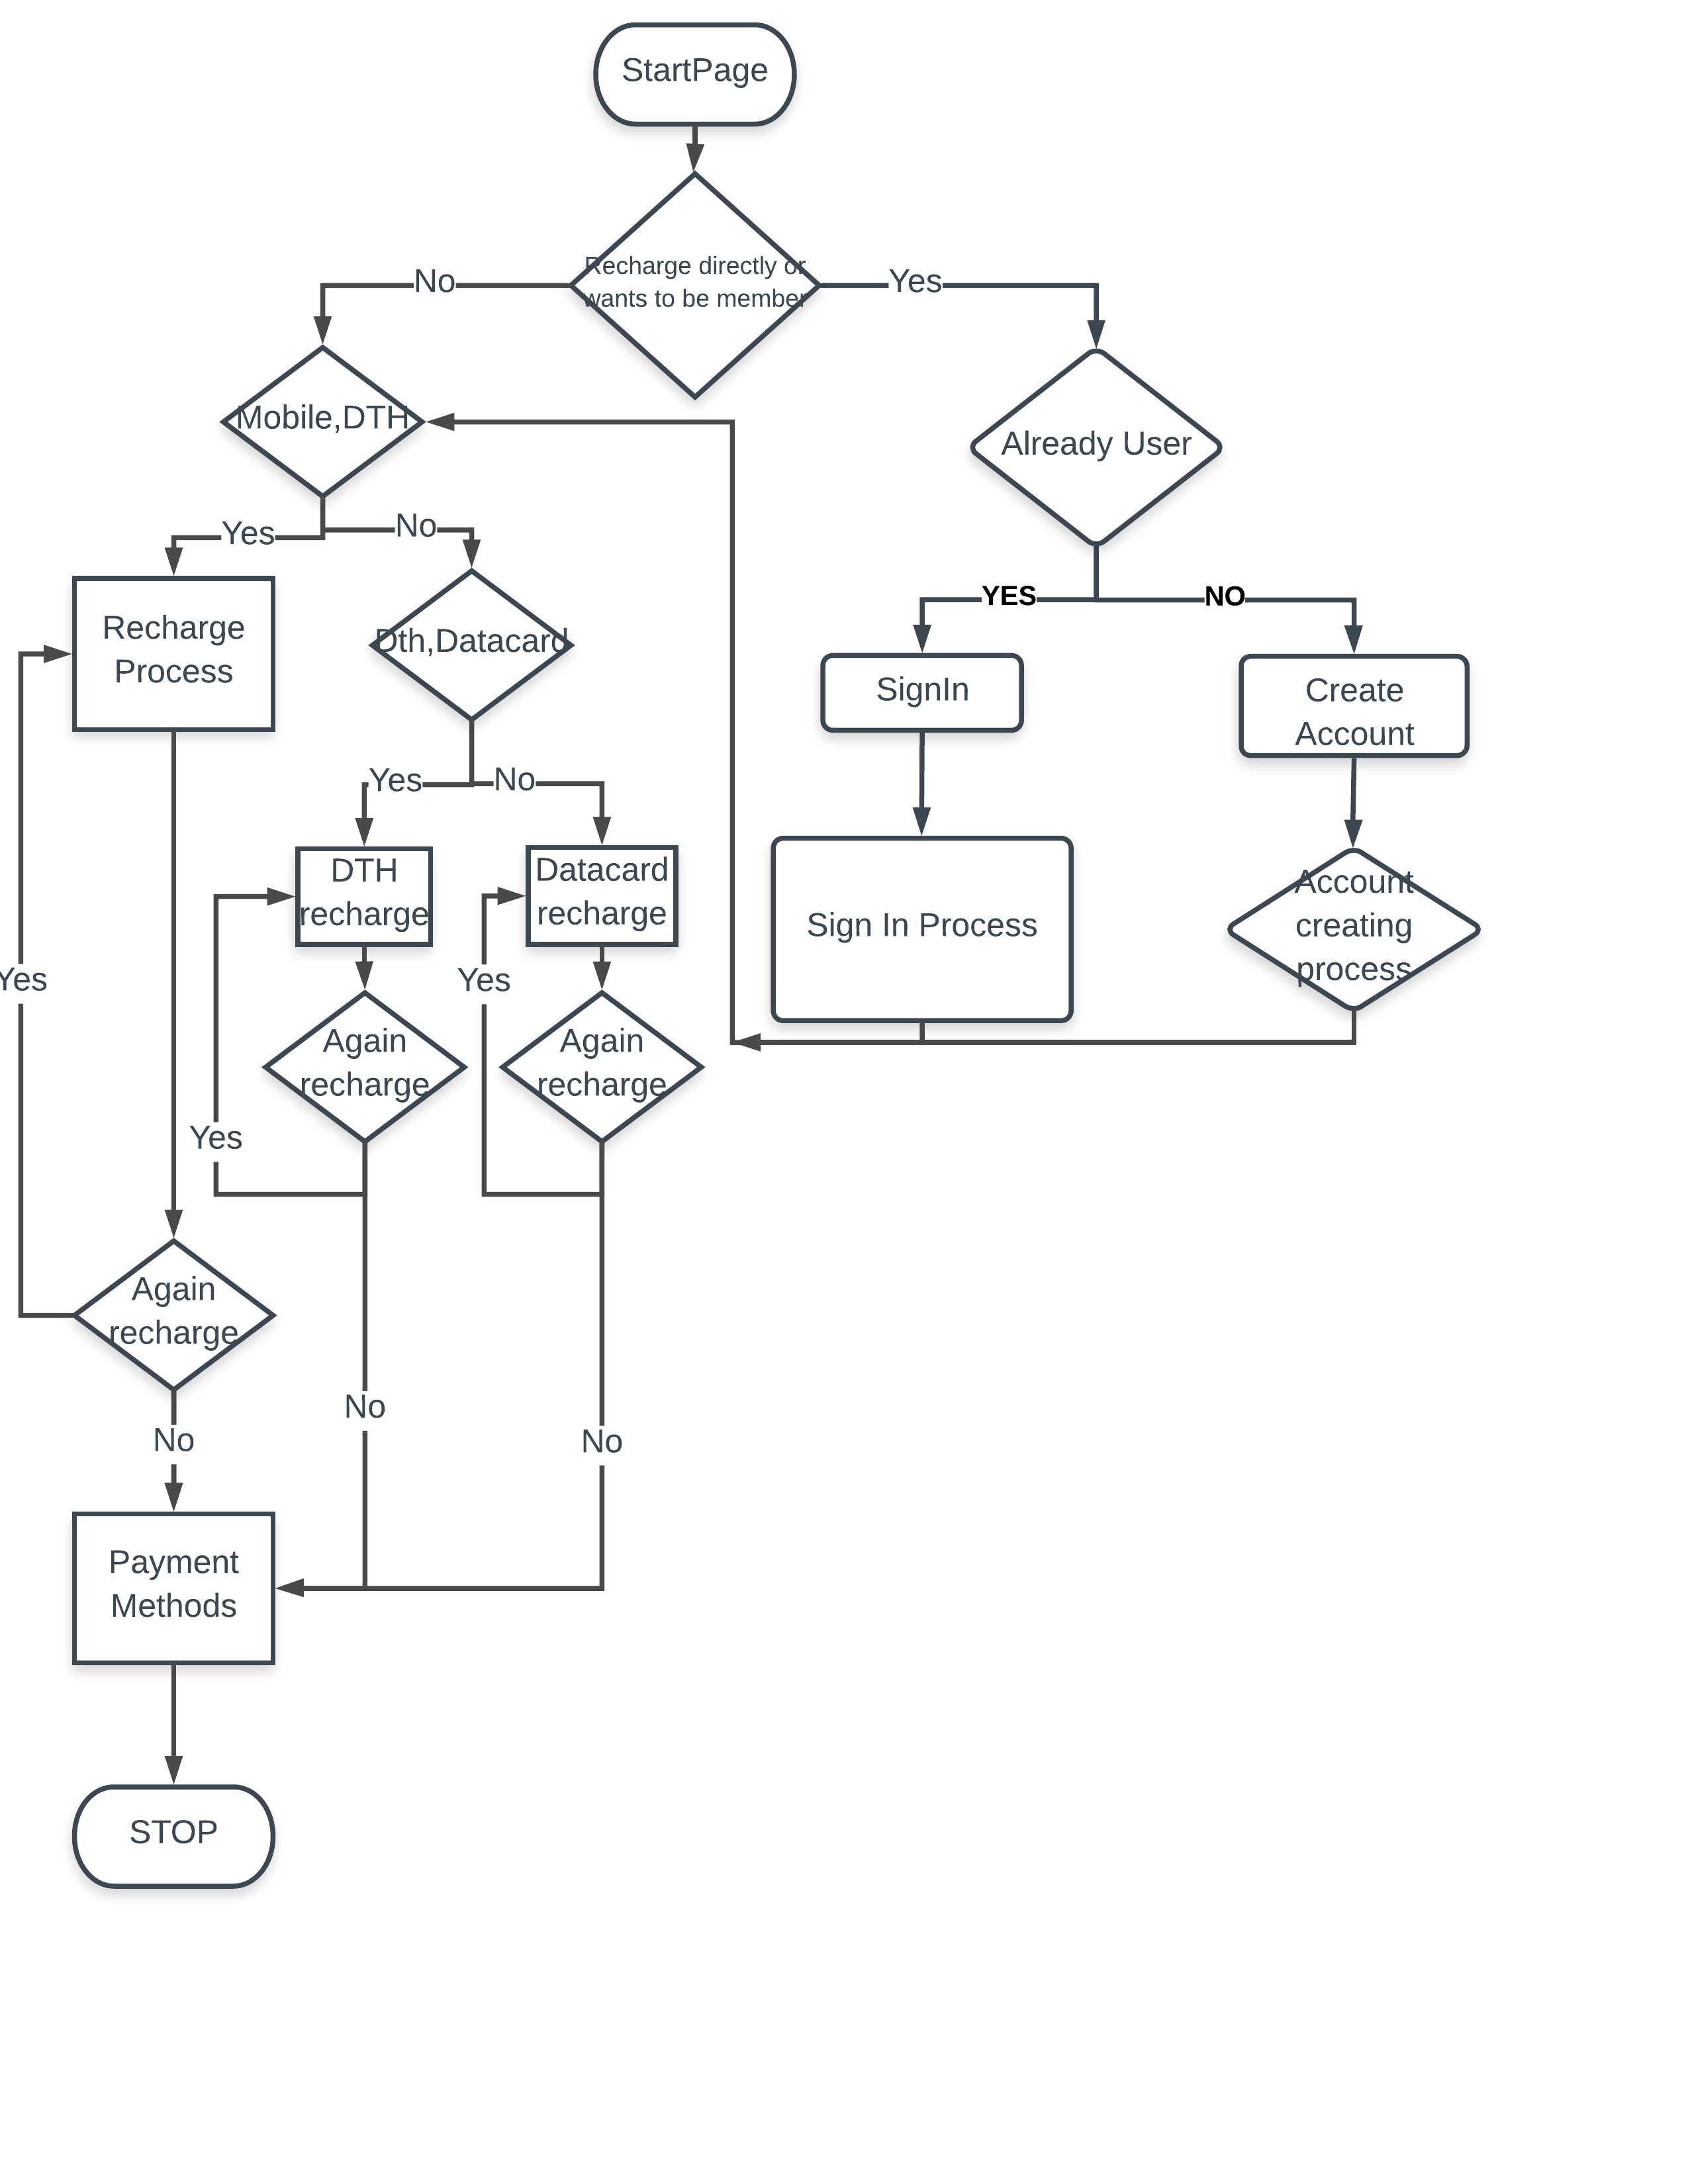 StartPage
Recharge directly or
wants to be member
No
Yes
Mobile,DTH
Already User
Yes
No
YES
NO
Recharge
Process
Dth,Datacard
SignIn
Create
Account
Yes
No
DTH
recharge
Datacard
recharge
Sign In Process
Account
creating
process
Yes
Yes
Again
recharge
Again
recharge
Yes
Again
recharge
No
No
No
Payment
Methods
STOP